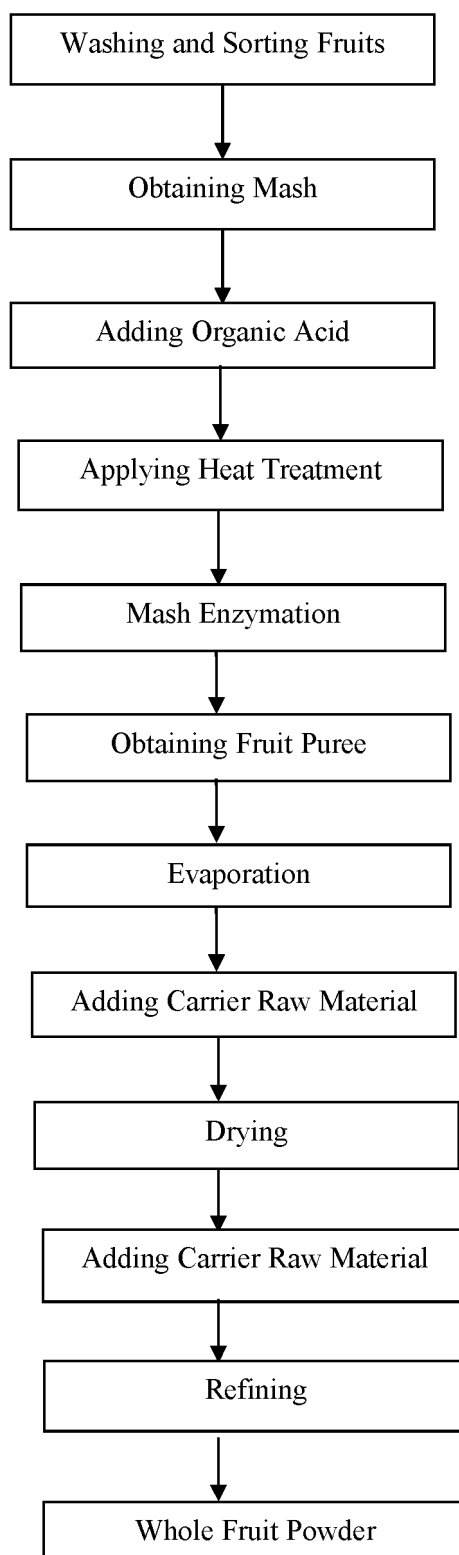 Washing and Sorting Fruits
Obtaining Mash
Adding Organic Acid
Applying Heat Treatment
Mash Enzymation
Obtaining Fruit Puree
Evaporation
Adding Carrier Raw Material
Drying
Adding Carrier Raw Material
Refining
Whole Fruit Powder